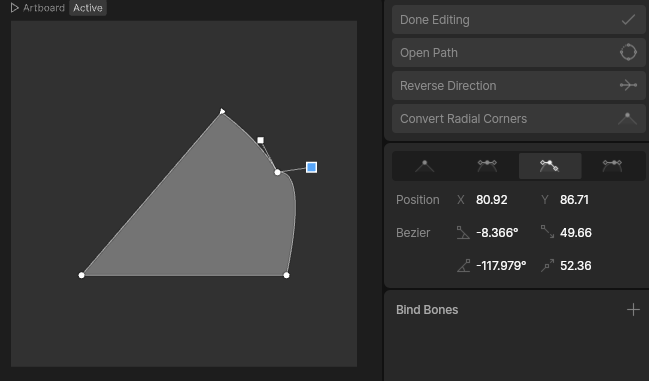 Artboard Active
Done Editing
Open Path
Reverse Direction
Convert Radial Corners
Position X 80.92 Y 86.71
Bezier -8.366° 49.66
-117.979° 52.36
Bind Bones